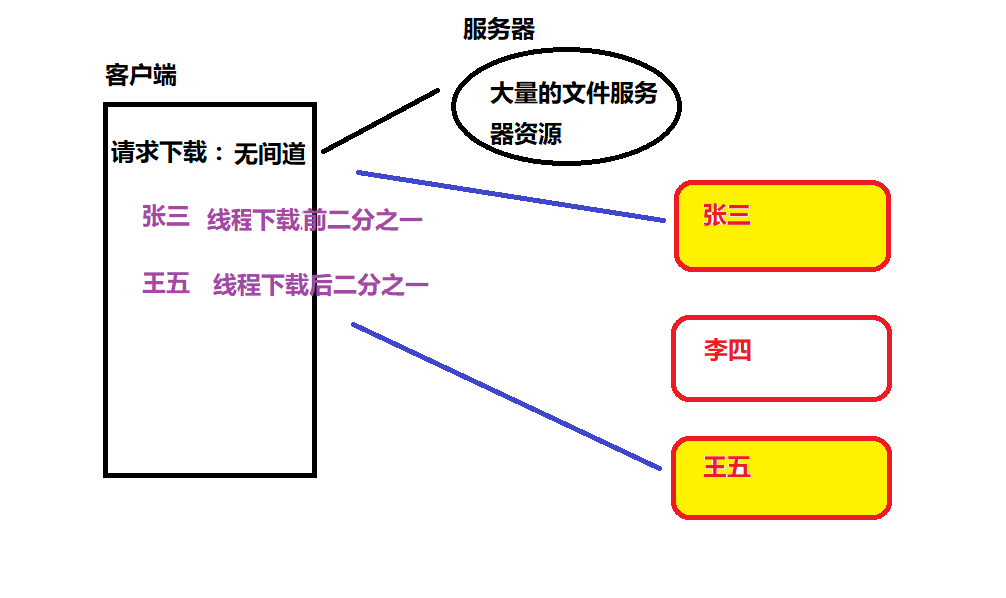 服务器
客户端
大量的文件服务
器资源
请求下载：无间道
张三 线程下载前二分之一
张三
王五 线程下载后二分之一
李四
王五